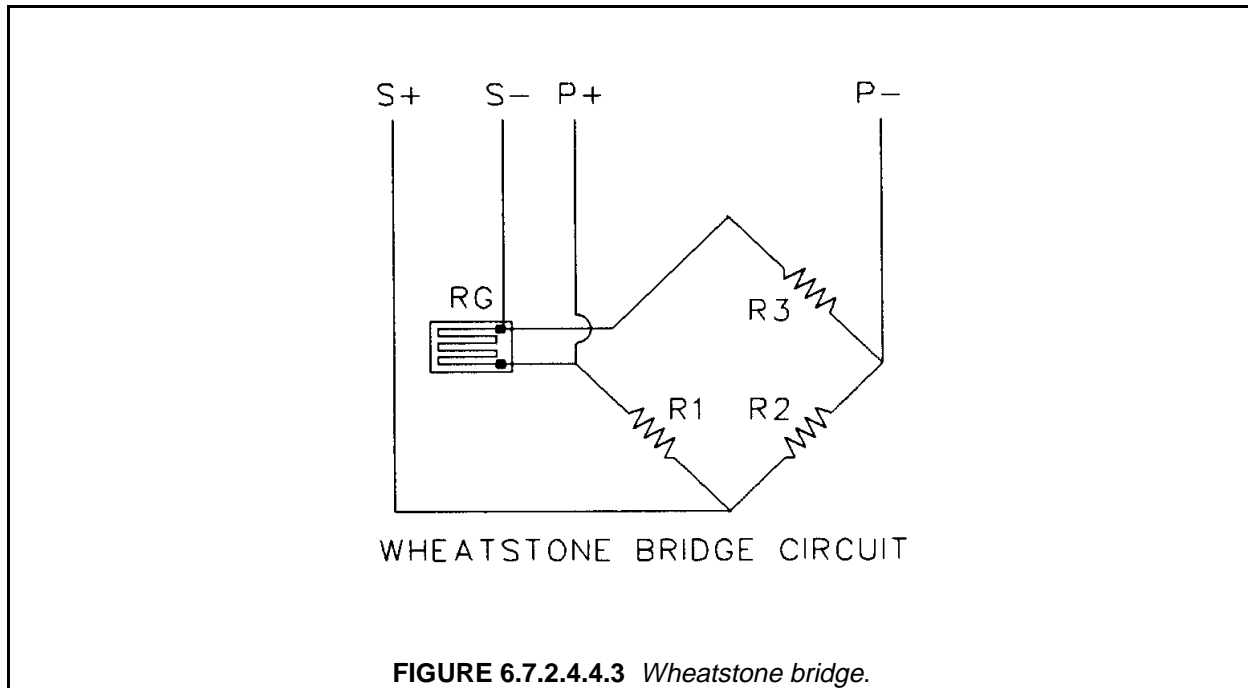 S+ S- P+ P-
RG
R3
R1 R2
WHEATSTONE BRIDGE CIRCUIT
FIGURE 6.7.2.4.4.3 Wheatstone bridge.